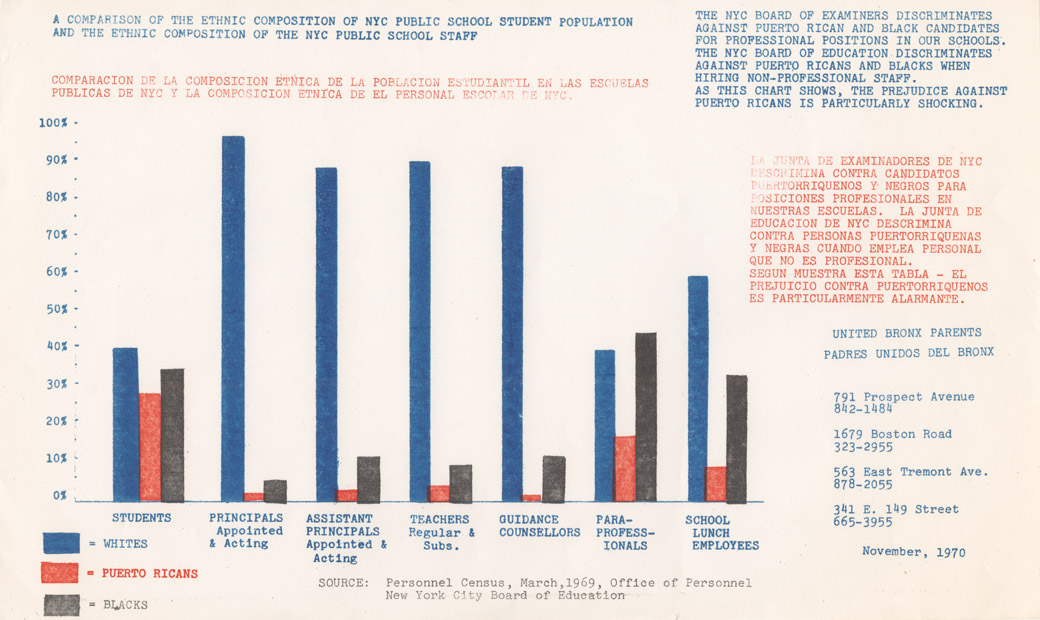 A COMPARISON OF THE ETHNIC COMPOSITION OF NYC PUBLIC SCHOOL STUDENT POPULATION
AND THE ETHNIC COMPOSITION OF THE NYC PUBLIC SCHOOL STAFF
COMPARACION DE LA COMPOSICION ETNICA DE LA POBLACION ESTUDIANTIL EN LAS ESCUELAS
PUBLICAS DE NYC Y LA COMPOSICION ETNICA DE EL PERSONAL ESCOLAR DE NYC.
THE NYC BOARD OF EXAMINERS DISCRIMINATES
AGAINST PUERTO RICAN AND BLACK CANDIDATES
FOR PROFESSIONAL POSITIONS IN OUR SCHOOLS.
THE NYC BOARD OF EDUCATION DISCRIMINATES
AGAINST PUERTO RICANS AND BLACKS WHEN
HIRING NON-PROFESSIONAL STAFF.
AS THIS CHART SHOWS, THE PREJUDICE AGAINST
PUERTO RICANS IS PARTICULARLY SHOCKING.
LA JUNTA DE EXAMINADORES DE NYC
DESCRIMINA CONTRA CANDIDATOS
PUERTORRIQUENOS Y NEGROS PARA
POSICIONES PROFESIONALES EN
NUESTRAS ESCUELAS. LA JUNTA DE
EDUCACION DE NYC DESCRIMINA
CONTRA PERSONAS PUERTORRIQUENAS
Y NEGRAS CUANDO EMPLEA PERSONAL
QUE NO ES PROFESIONAL.
SEGUN MUESTRA ESTA TABLA - EL
PREJUICIO CONTRA PUERTORRIQUENOS
ES PARTICULARMENTE ALARMANTE.
UNITED BRONX PARENTS
PADRES UNIDOS DEL BRONX
791 Prospect Avenue
842-1484
1679 Boston Road
323-2955
563 East Tremont Ave.
878-2055
341 E. 149 Street
665-3955
November, 1970
100%
90%
80%
70%
60%
50%
40%
30%
20%
10%
0%
STUDENTS
PRINCIPALS
Appointed
& Acting
ASSISTANT
PRINCIPALS
Appointed &
Acting
TEACHERS
Regular &
Subs.
GUIDANCE
COUNSELLORS
PARA-
PROFESS-
IONALS
SCHOOL
LUNCH
EMPLOYEES
= WHITES
= PUERTO RICANS
= BLACKS
SOURCE: Personnel Census, March,1969, Office of Personnel
New York City Board of Education